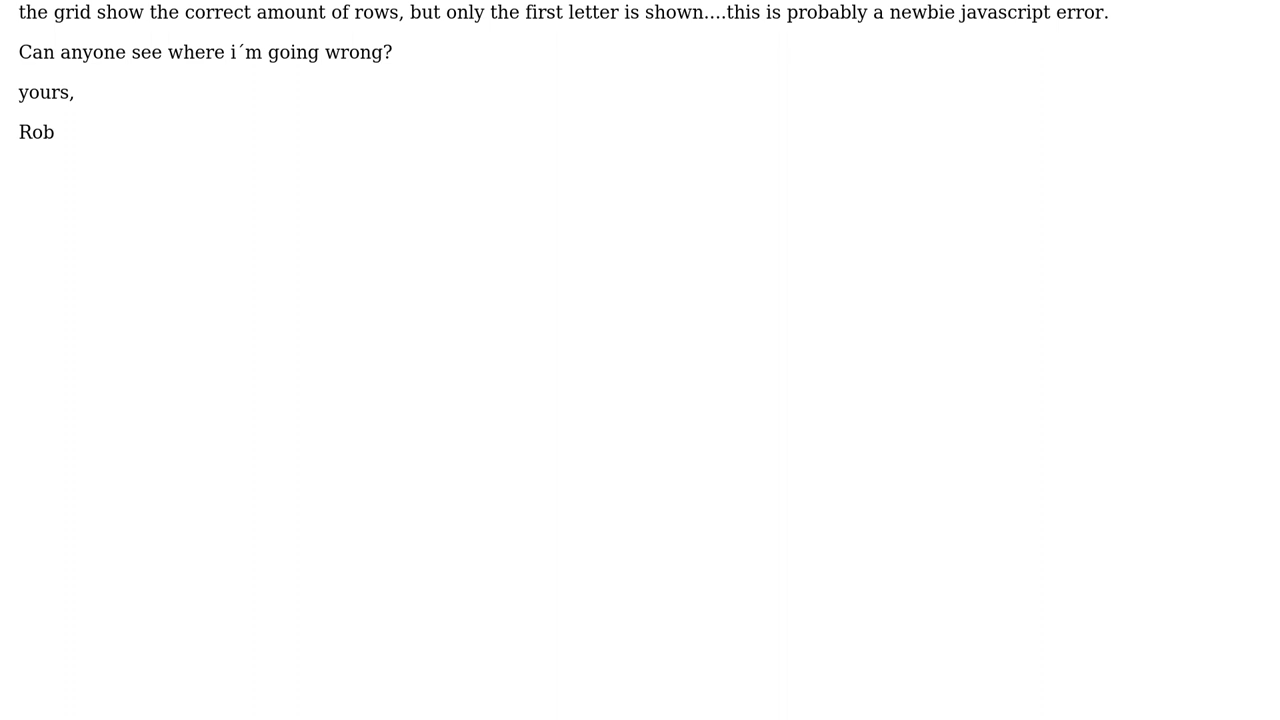 the grid show the correct amount of rows, but only the first letter is shown....this is probably a newbie javascript error.
Can anyone see where i´m going wrong?
yours,
Rob